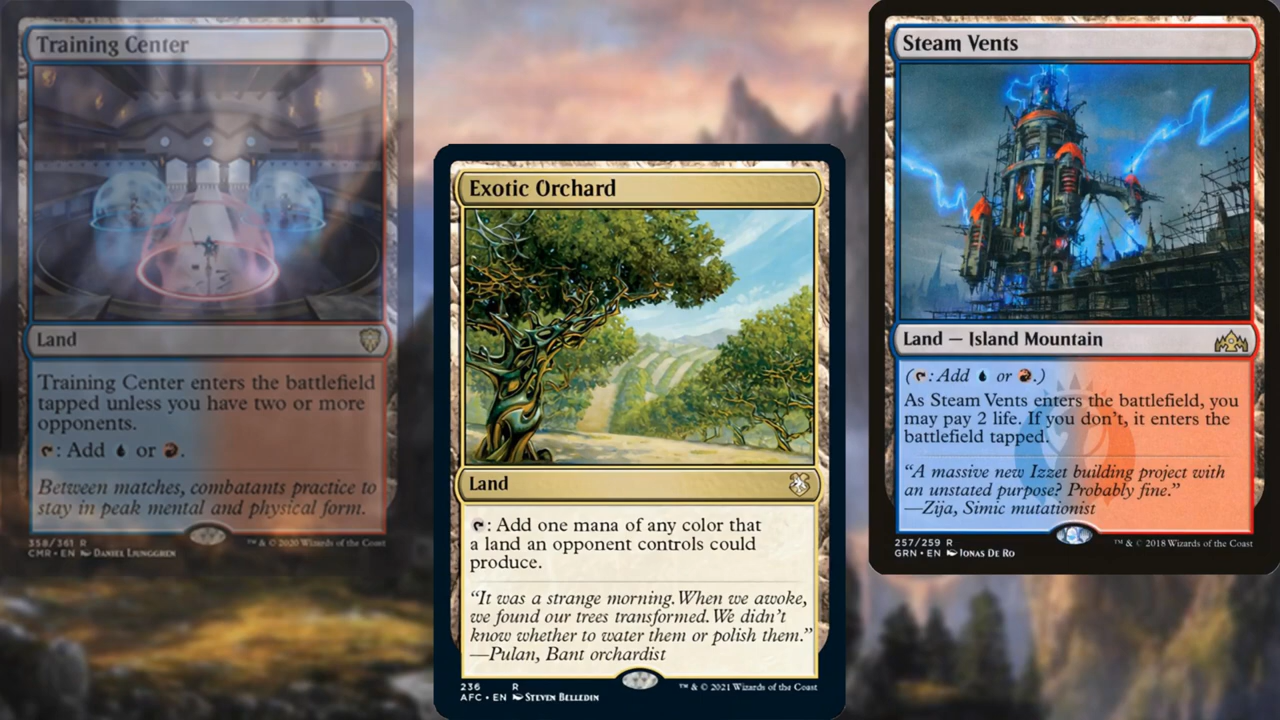 Training Center
Land
Training Center enters the battlefield
tapped unless you have two or more
opponents.
: Add or .
Between matches, combatants practice to
stay in peak mental and physical form.
358/361 R
CMR • EN DANIEL LJUNGGREN
™ & © 2020 Wizards of the Coast
Exotic Orchard
Land
: Add one mana of any color that
a land an opponent controls could
produce.
“It was a strange morning. When we awoke,
we found our trees transformed. We didn’t
know whether to water them or polish them.”
—Pulan, Bant orchardist
236 R
AFC • EN STEVEN BELLEDIN
™ & © 2021 Wizards of the Coast
Steam Vents
Land — Island Mountain
(: Add or .)
As Steam Vents enters the battlefield, you
may pay 2 life. If you don’t, it enters the
battlefield tapped.
“A massive new Izzet building project with
an unstated purpose? Probably fine.”
—Zija, Simic mutationist
257/259 R
GRN • EN JONAS DE RO
™ & © 2018 Wizards of the Coast